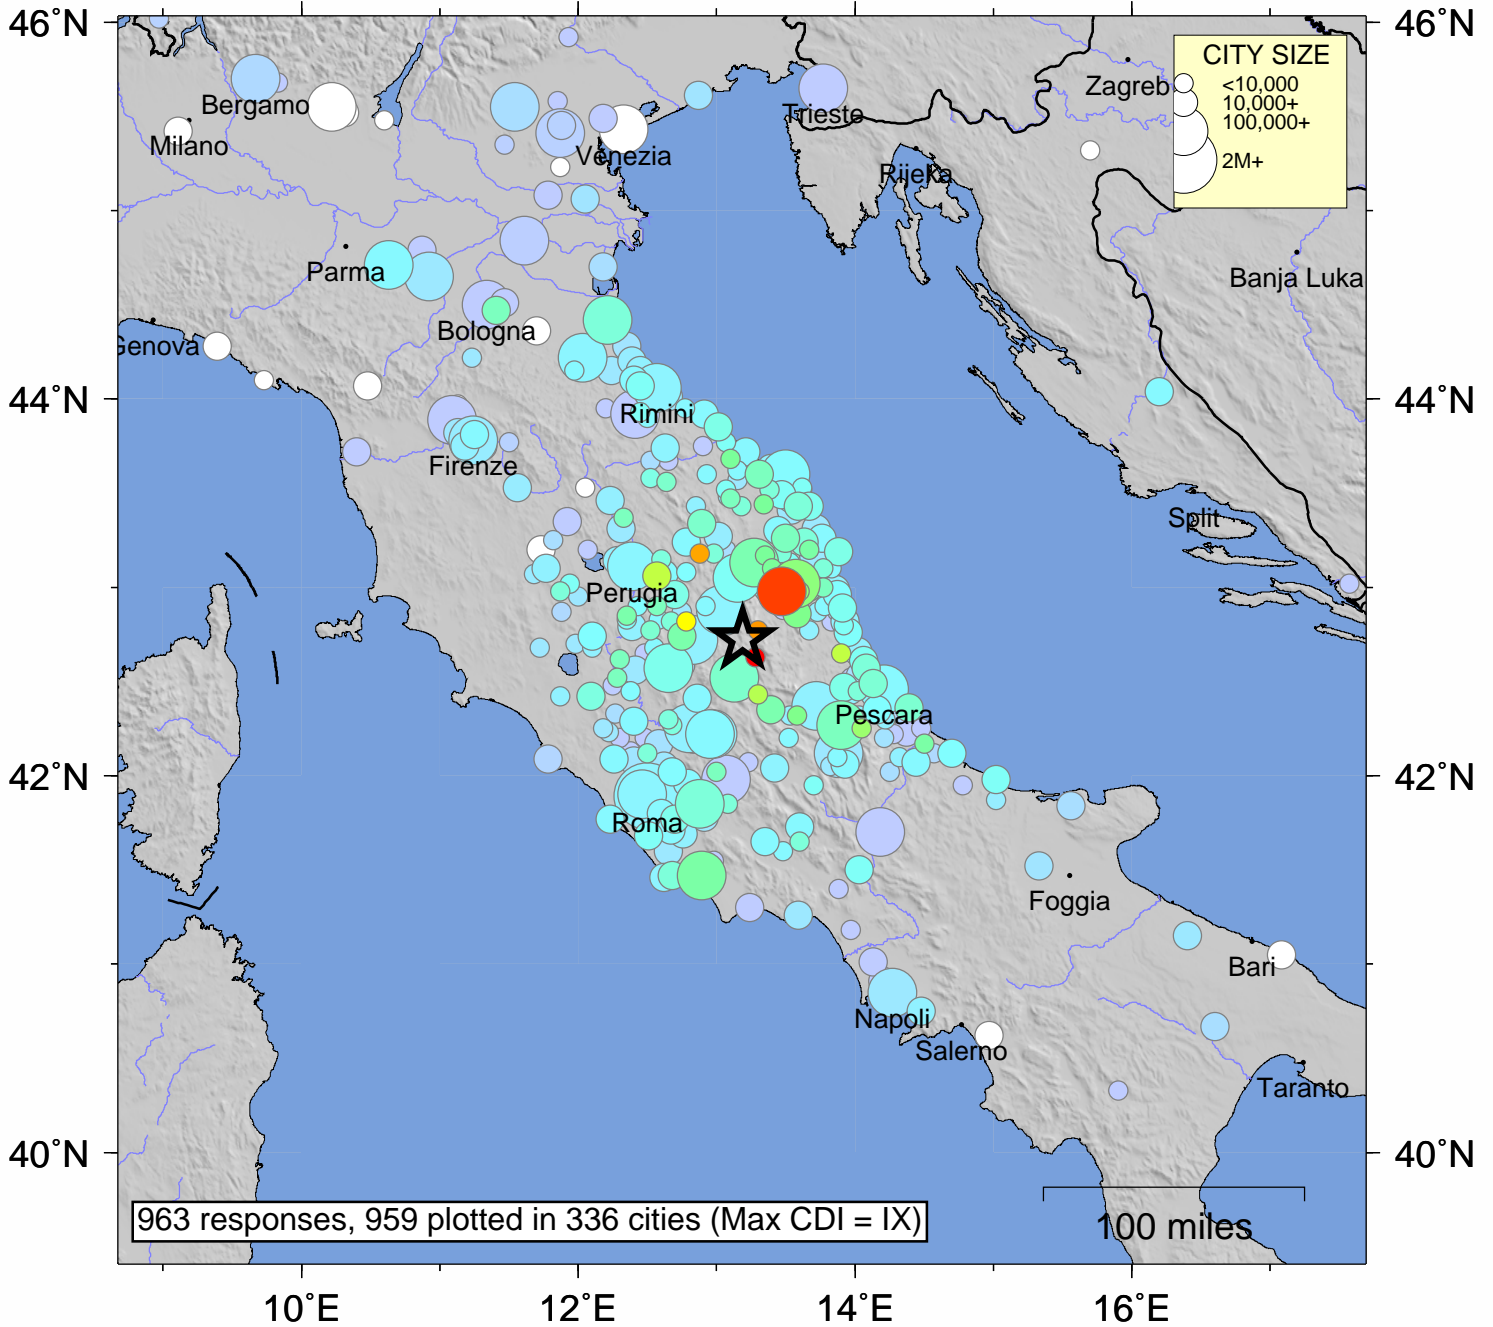 46°N
46°N
CITY SIZE
<10,000
10,000+
100,000+
2M+
Zagreb
Bergamo
Trieste
Milano
Venezia
Rijeka
Parma
Banja Luka
Bologna
Genova
44°N
44°N
Rimini
Firenze
Split
Perugia
Pescara
42°N
42°N
Roma
Foggia
Bari
Napoli
Salerno
Taranto
40°N
40°N
963 responses, 959 plotted in 336 cities (Max CDI = IX)
100 miles
10°E
12°E
14°E
16°E